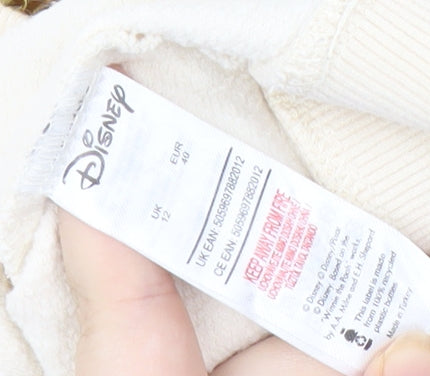 Disney
UK
12
EUR
40
UK EAN: 5059697882012
CE EAN: 5059697882012
KEEP AWAY FROM FIRE
© Disney © Disney/Pixar
© Disney. Based on the
"Winnie the Pooh" works,
by A.A. Milne and E.H. Shepard
This label is made
from 100% recycled
plastic bottles.
Made in Turkey